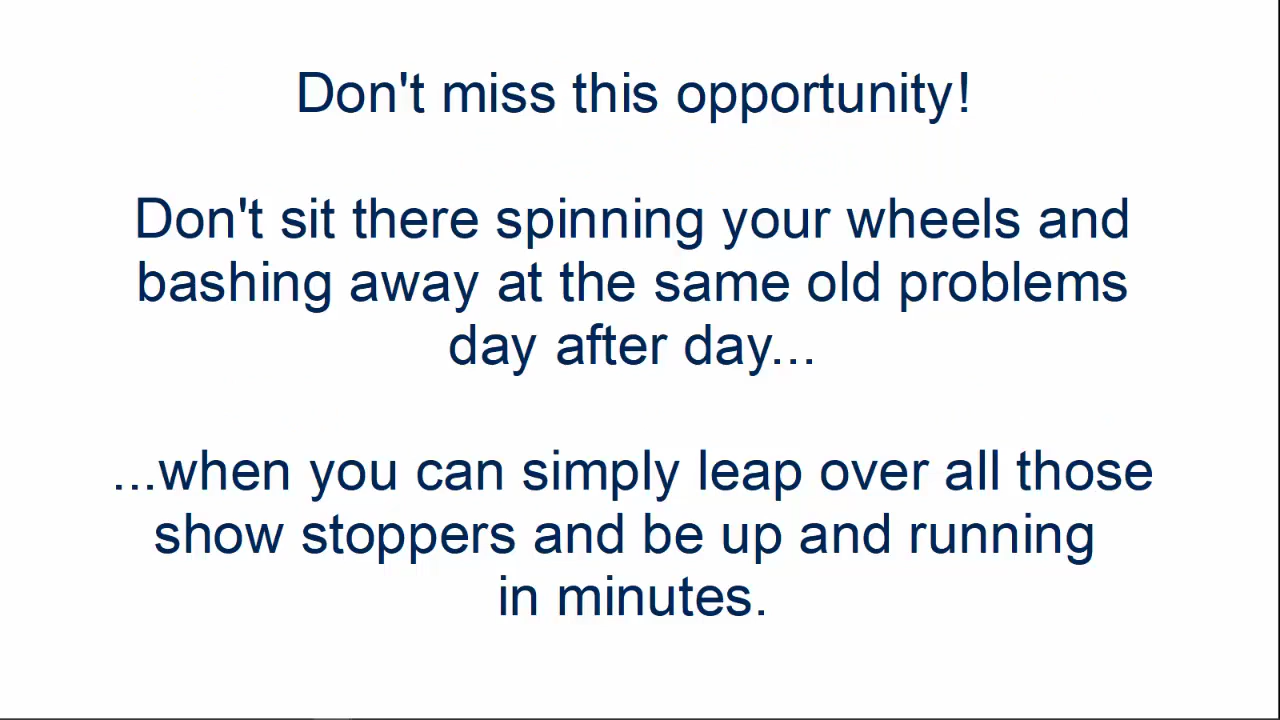 Don't miss this opportunity!
Don't sit there spinning your wheels and
bashing away at the same old problems
day after day...
...when you can simply leap over all those
show stoppers and be up and running
in minutes.